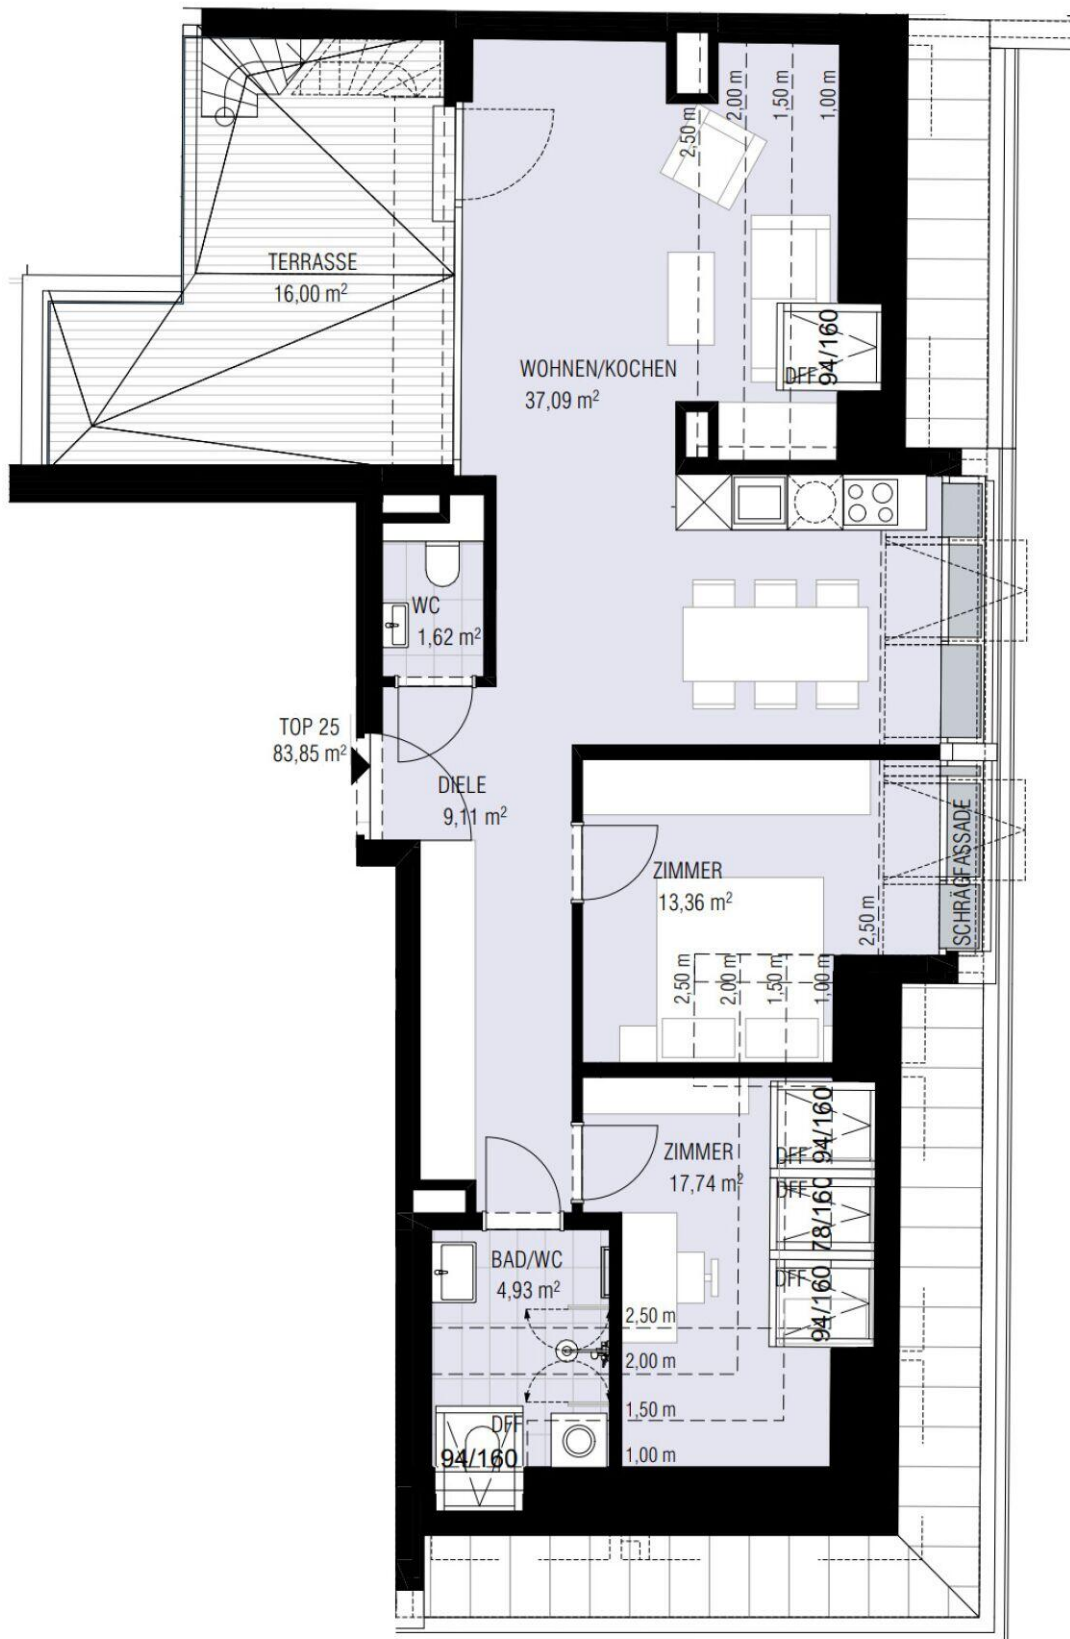 2,50 m
2,00 m
1,50 m
1,00 m
TERRASSE
16,00 m²
WOHNEN/KOCHEN
37,09 m²
DFF
94/160
WC
1,62 m²
TOP 25
83,85 m²
DIELE
9,11 m²
ZIMMER
13,36 m²
2,50 m
SCHRÄGFASSADE
2,50 m
2,00 m
1,50 m
1,00 m
ZIMMER
17,74 m²
DFF
94/160
DFF
78/160
DFF
94/160
BAD/WC
4,93 m²
2,50 m
2,00 m
1,50 m
1,00 m
DFF
94/160